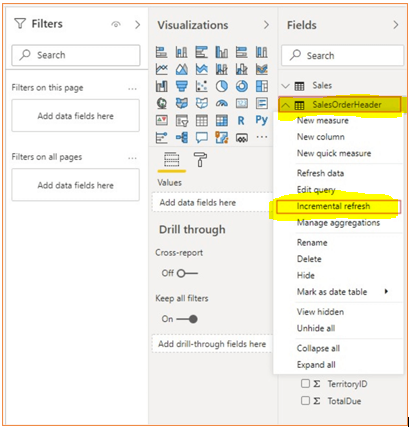 Filters
Search
Filters on this page
...
Add data fields here
Filters on all pages
...
Add data fields here
Visualizations
R
Py
...
Values
Add data fields here
Drill through
Cross-report
Off
Keep all filters
On
Add drill-through fields here
Fields
Search
Sales
SalesOrderHeader
New measure
New column
New quick measure
Refresh data
Edit query
Incremental refresh
Manage aggregations
Rename
Delete
Hide
Mark as date table
View hidden
Unhide all
Collapse all
Expand all
Σ TerritoryID
Σ TotalDue